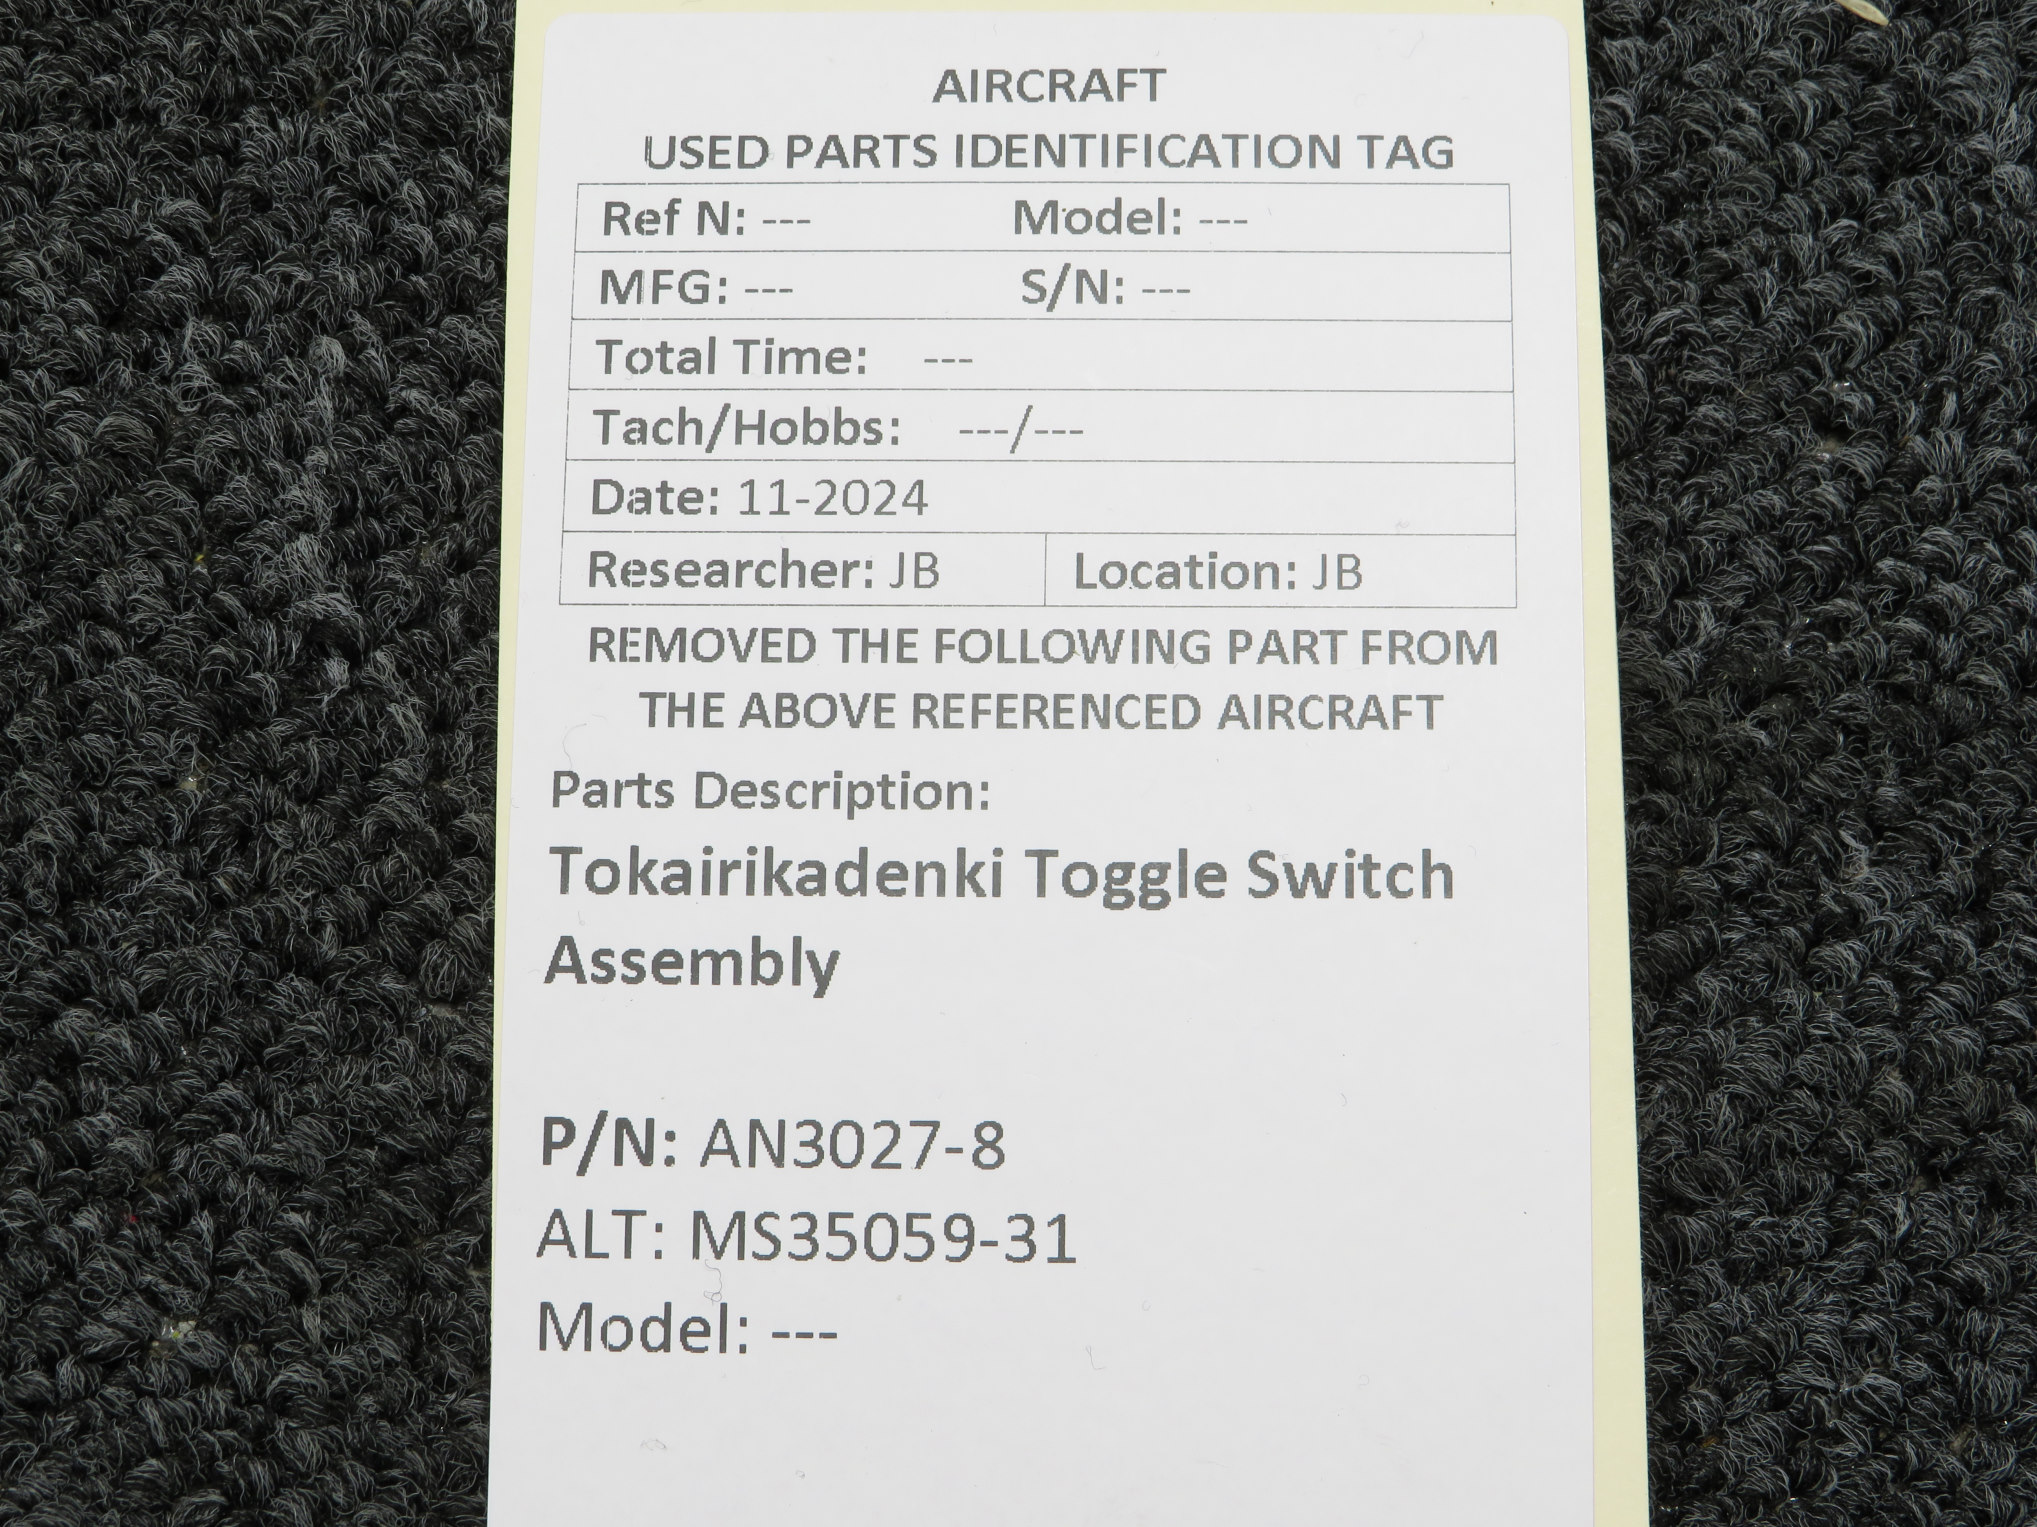 AIRCRAFT
USED PARTS IDENTIFICATION TAG
Ref N: --- Model: ---
MFG: --- S/N: ---
Total Time: ---
Tach/Hobbs: ---/---
Date: 11-2024
Researcher: JB Location: JB
REMOVED THE FOLLOWING PART FROM
THE ABOVE REFERENCED AIRCRAFT
Parts Description:
Tokairikadenki Toggle Switch
Assembly
P/N: AN3027-8
ALT: MS35059-31
Model: ---